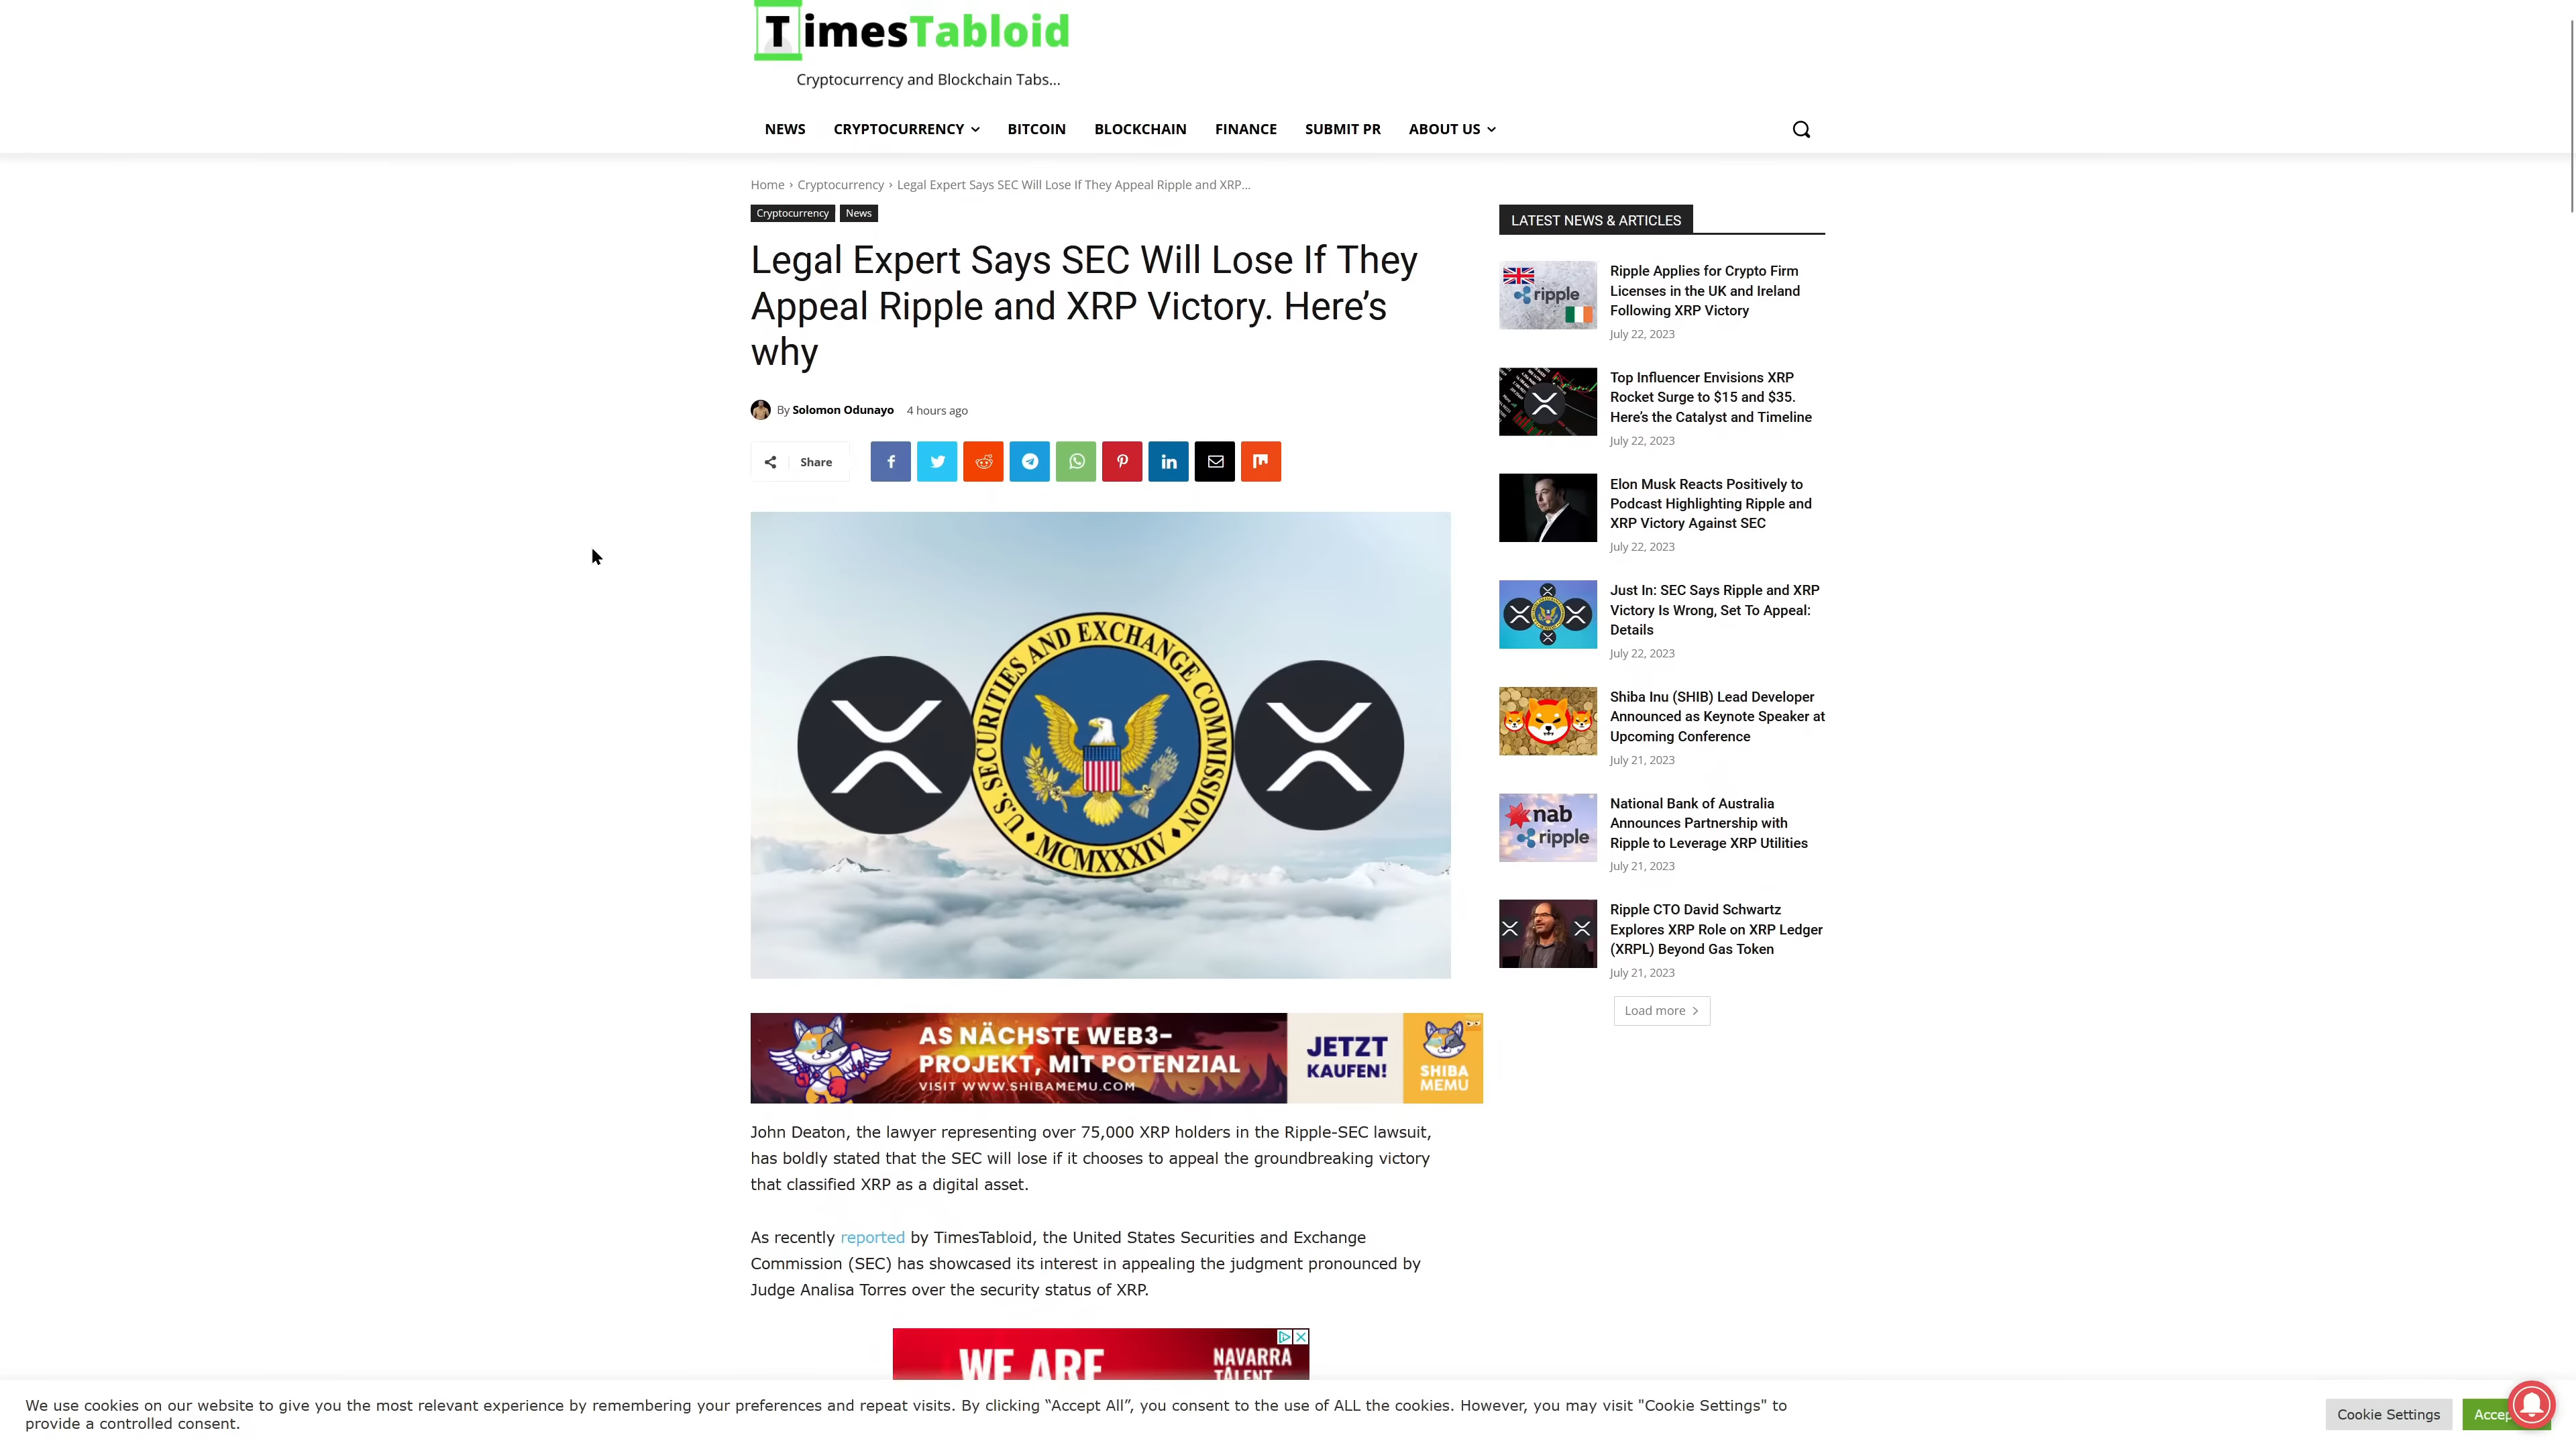 TimesTabloid
Cryptocurrency and Blockchain Tabs...
NEWS CRYPTOCURRENCY BITCOIN BLOCKCHAIN FINANCE SUBMIT PR ABOUT US
Home › Cryptocurrency › Legal Expert Says SEC Will Lose If They Appeal Ripple and XRP...
Cryptocurrency News
Legal Expert Says SEC Will Lose If They
Appeal Ripple and XRP Victory. Here’s
why
By Solomon Odunayo 4 hours ago
Share
U.S. SECURITIES AND EXCHANGE COMMISSION
MCMXXXIV
AS NÄCHSTE WEB3-
PROJEKT, MIT POTENZIAL
VISIT WWW.SHIBAMEMU.COM
JETZT
KAUFEN!
SHIBA
MEMU
John Deaton, the lawyer representing over 75,000 XRP holders in the Ripple-SEC lawsuit,
has boldly stated that the SEC will lose if it chooses to appeal the groundbreaking victory
that classified XRP as a digital asset.
As recently reported by TimesTabloid, the United States Securities and Exchange
Commission (SEC) has showcased its interest in appealing the judgment pronounced by
Judge Analisa Torres over the security status of XRP.
WE ARE
NAVARRA
TALENT
LATEST NEWS & ARTICLES
ripple
Ripple Applies for Crypto Firm
Licenses in the UK and Ireland
Following XRP Victory
July 22, 2023
Top Influencer Envisions XRP
Rocket Surge to $15 and $35.
Here’s the Catalyst and Timeline
July 22, 2023
Elon Musk Reacts Positively to
Podcast Highlighting Ripple and
XRP Victory Against SEC
July 22, 2023
Just In: SEC Says Ripple and XRP
Victory Is Wrong, Set To Appeal:
Details
July 22, 2023
Shiba Inu (SHIB) Lead Developer
Announced as Keynote Speaker at
Upcoming Conference
July 21, 2023
nab
ripple
National Bank of Australia
Announces Partnership with
Ripple to Leverage XRP Utilities
July 21, 2023
Ripple CTO David Schwartz
Explores XRP Role on XRP Ledger
(XRPL) Beyond Gas Token
July 21, 2023
Load more
We use cookies on our website to give you the most relevant experience by remembering your preferences and repeat visits. By clicking “Accept All”, you consent to the use of ALL the cookies. However, you may visit "Cookie Settings" to
provide a controlled consent.
Cookie Settings